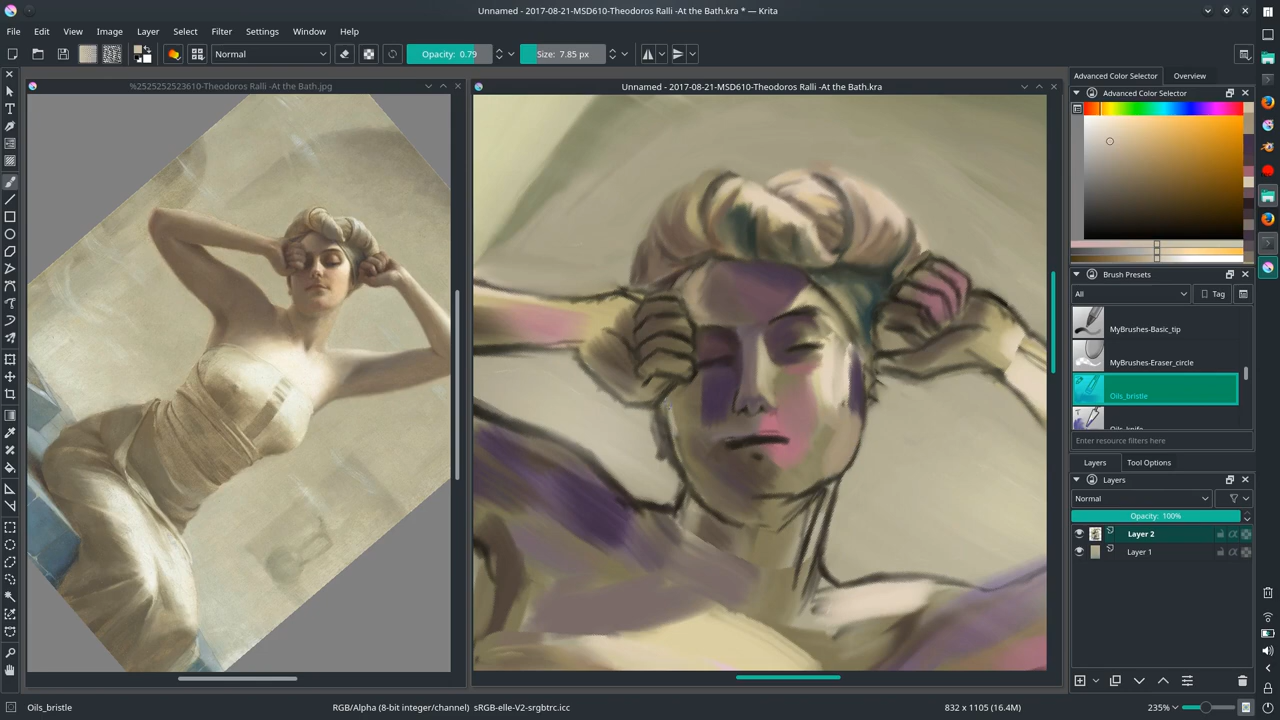 Unnamed - 2017-08-21-MSD610-Theodoros Ralli -At the Bath.kra * — Krita
File Edit View Image Layer Select Filter Settings Window Help
Normal Opacity: 0.79 Size: 7.85 px
%2525252523610-Theodoros Ralli -At the Bath.jpg
Unnamed - 2017-08-21-MSD610-Theodoros Ralli -At the Bath.kra
Advanced Color Selector Overview
Advanced Color Selector
Brush Presets
All Tag
MyBrushes-Basic_tip
MyBrushes-Eraser_circle
Oils_bristle
Oils_knife
Enter resource filters here
Layers Tool Options
Layers
Normal
Opacity: 100%
Layer 2
Layer 1
Oils_bristle RGB/Alpha (8-bit integer/channel) sRGB-elle-V2-srgbtrc.icc 832 x 1105 (16.4M) 235%